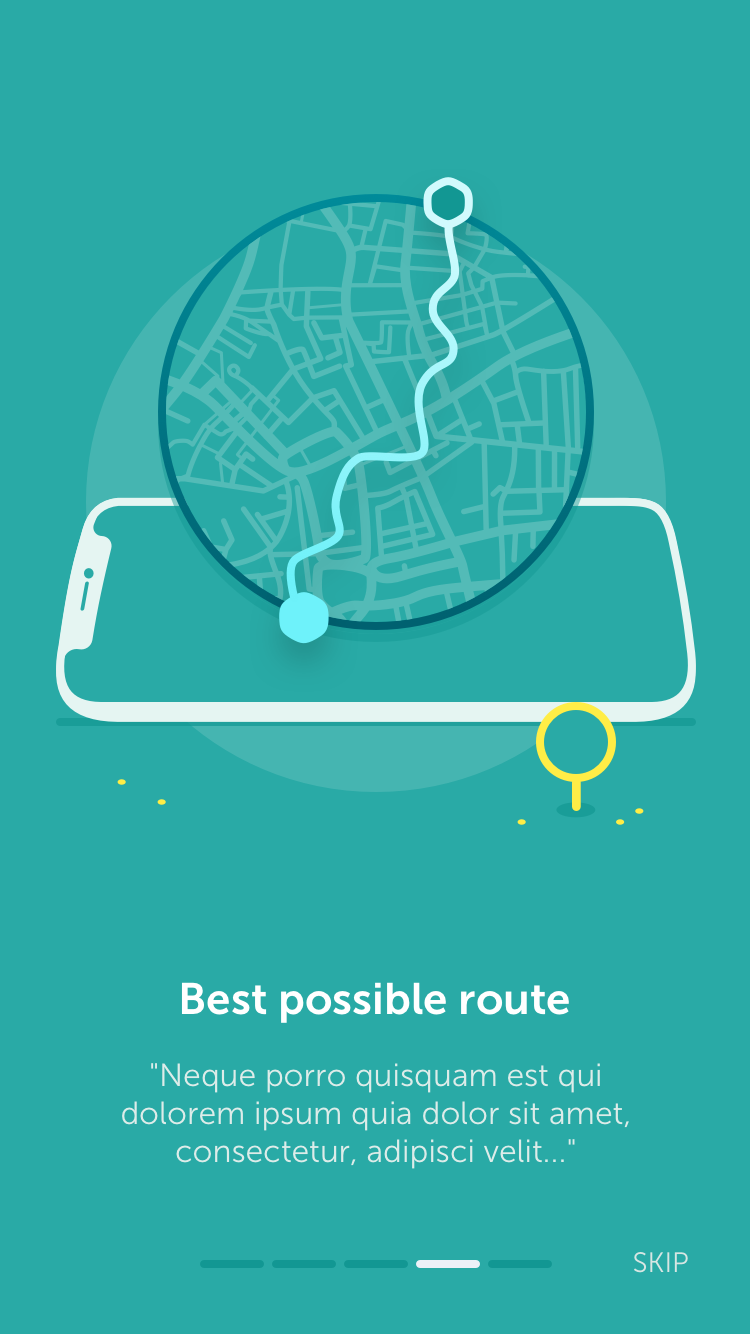 Best possible route
"Neque porro quisquam est qui
dolorem ipsum quia dolor sit amet,
consectetur, adipisci velit..."
SKIP